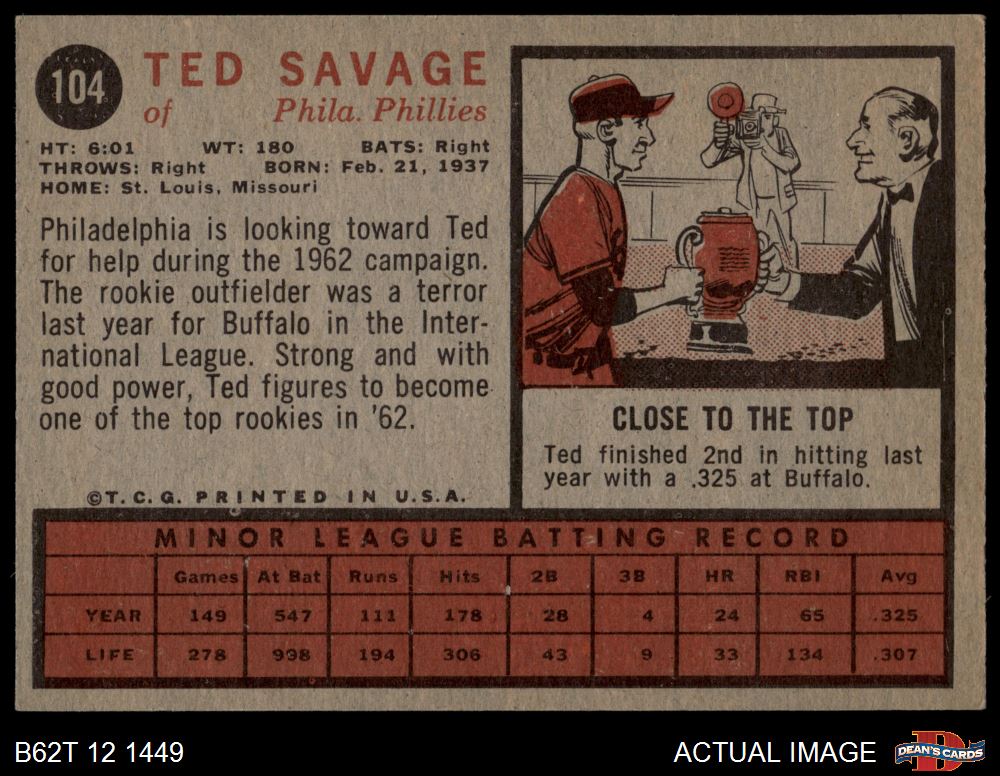 104
TED SAVAGE
of Phila. Phillies
HT: 6:01 WT: 180 BATS: Right
THROWS: Right BORN: Feb. 21, 1937
HOME: St. Louis, Missouri
Philadelphia is looking toward Ted
for help during the 1962 campaign.
The rookie outfielder was a terror
last year for Buffalo in the Inter-
national League. Strong and with
good power, Ted figures to become
one of the top rookies in '62.
©T.C.G. PRINTED IN U.S.A.
CLOSE TO THE TOP
Ted finished 2nd in hitting last
year with a .325 at Buffalo.
MINOR LEAGUE BATTING RECORD
Games At Bat Runs Hits 2B 3B HR RBI Avg
YEAR 149 547 111 178 28 4 24 65 .325
LIFE 278 998 194 306 43 9 33 134 .307
B62T 12 1449
ACTUAL IMAGE
DEAN'S CARDS